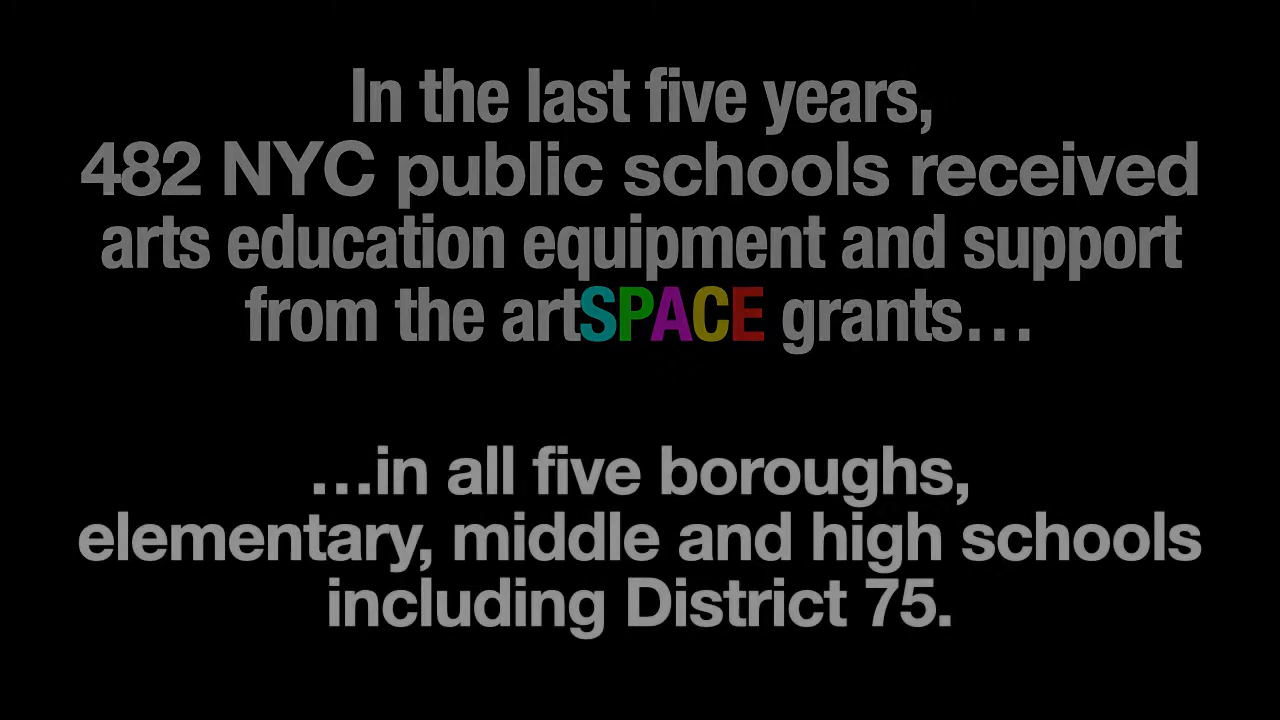 In the last five years,
482 NYC public schools received
arts education equipment and support
from the artSPACE grants…
…in all five boroughs,
elementary, middle and high schools
including District 75.